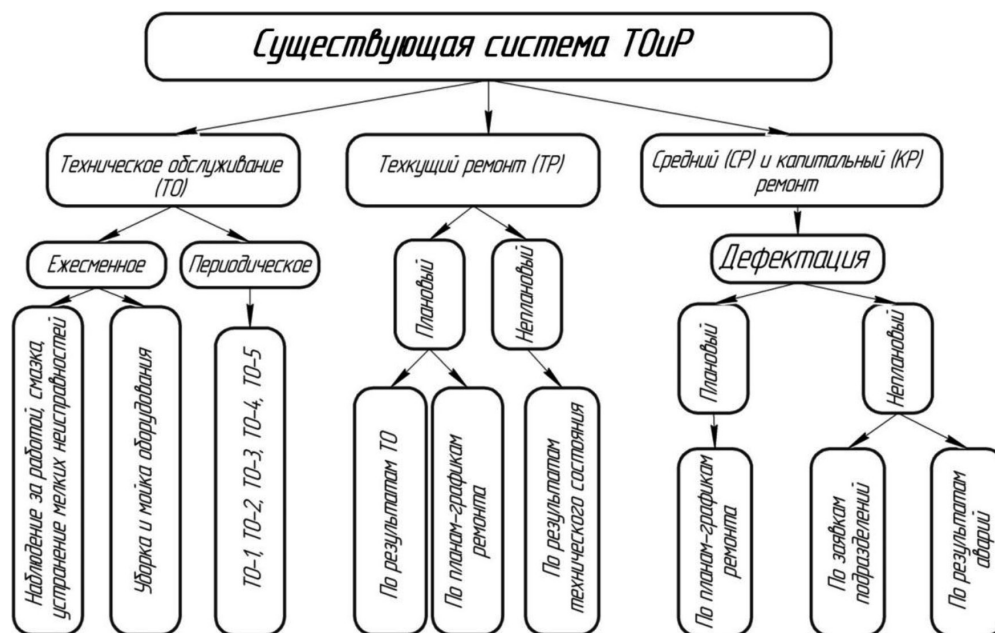 Существующая система ТОиР
Техническое обслуживание
(ТО)
Техкущий ремонт (ТР)
Средний (СР) и капитальный (КР)
ремонт
Ежесменное
Периодическое
Плановый
Неплановый
Дефектация
Плановый
Неплановый
Наблюдение за работой, смазка,
устранение мелких неисправностей
Уборка и мойка оборудования
ТО-1, ТО-2, ТО-3, ТО-4, ТО-5
По результатам ТО
По планам-графикам
ремонта
По результатам
технического состояния
По планам-графикам
ремонта
По заявкам
подразделений
По результатам
аварий